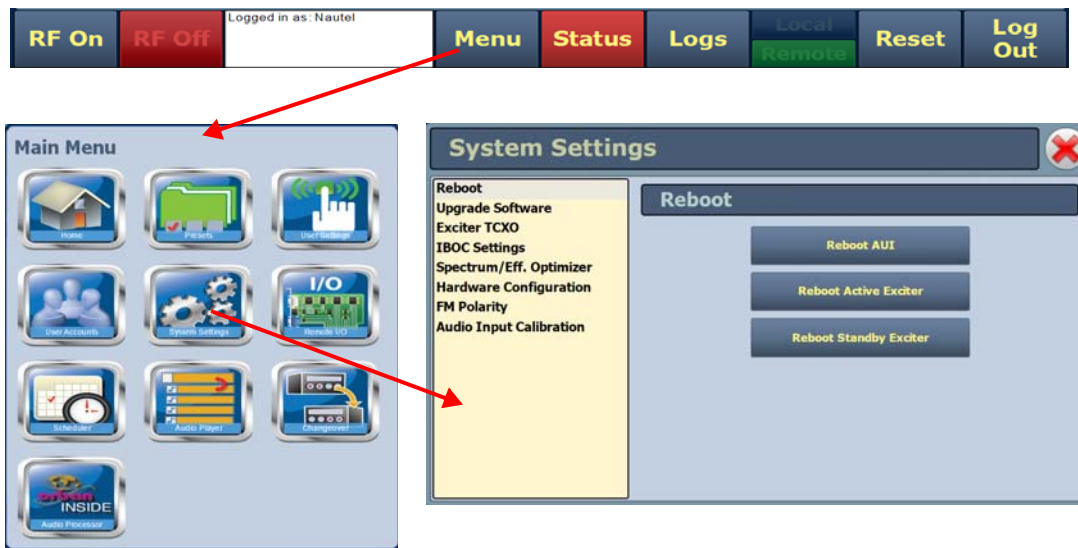 RF On
RF Off
Logged in as: Nautel
Menu
Status
Logs
Local
Remote
Reset
Log
Out
Main Menu
Home
Presets
User Settings
User Accounts
System Settings
I/O
Remote I/O
Scheduler
Audio Player
Changeover
orban
INSIDE
Audio Processor
System Settings
Reboot
Upgrade Software
Exciter TCXO
IBOC Settings
Spectrum/Eff. Optimizer
Hardware Configuration
FM Polarity
Audio Input Calibration
Reboot
Reboot AUI
Reboot Active Exciter
Reboot Standby Exciter